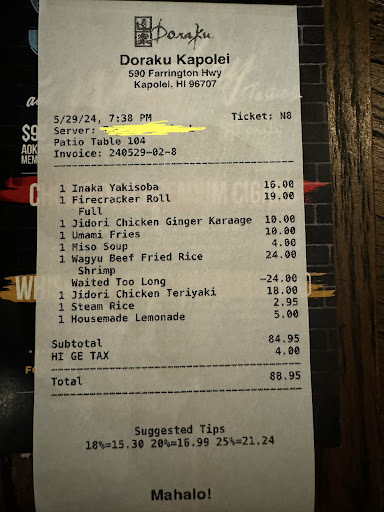 Doraku
Doraku Kapolei
590 Farrington Hwy
Kapolei, HI 96707
5/29/24, 7:38 PM Ticket: N8
Server:
Patio Table 104
Invoice: 240529-02-8
1 Inaka Yakisoba 16.00
1 Firecracker Roll 19.00
Full
1 Jidori Chicken Ginger Karaage 10.00
1 Umami Fries 10.00
1 Miso Soup 4.00
1 Wagyu Beef Fried Rice 24.00
Shrimp
Waited Too Long -24.00
1 Jidori Chicken Teriyaki 18.00
1 Steam Rice 2.95
1 Housemade Lemonade 5.00
Subtotal 84.95
HI GE TAX 4.00
Total 88.95
Suggested Tips
18%=15.30 20%=16.99 25%=21.24
Mahalo!